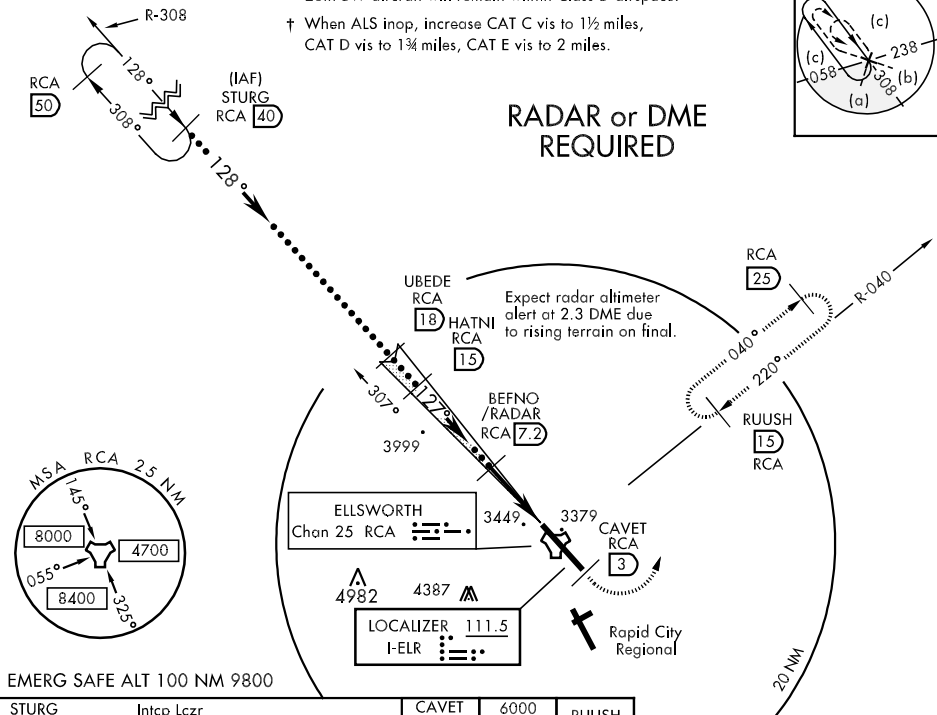 R-308
† When ALS inop, increase CAT C vis to 1½ miles,
CAT D vis to 1¾ miles, CAT E vis to 2 miles.
(c)
(c)
238
058
308
(b)
(a)
RCA
50
128°
308°
(IAF)
STURG
RCA 40
RADAR or DME
REQUIRED
128°
UBEDE
RCA
18
HATNI
RCA
15
Expect radar altimeter
alert at 2.3 DME due
to rising terrain on final.
RCA
25
R-040
040°
220°
RUUSH
15
RCA
307°
127°
BEFNO
/RADAR
RCA 7.2
3999
MSA RCA 25 NM
145°
8000
4700
055°
8400
325°
ELLSWORTH
Chan 25 RCA
3449
3379
CAVET
RCA
3
4982
4387
LOCALIZER 111.5
I-ELR
Rapid City
Regional
20 NM
EMERG SAFE ALT 100 NM 9800
STURG
Intcp Lczr
CAVET
6000
RUUSH